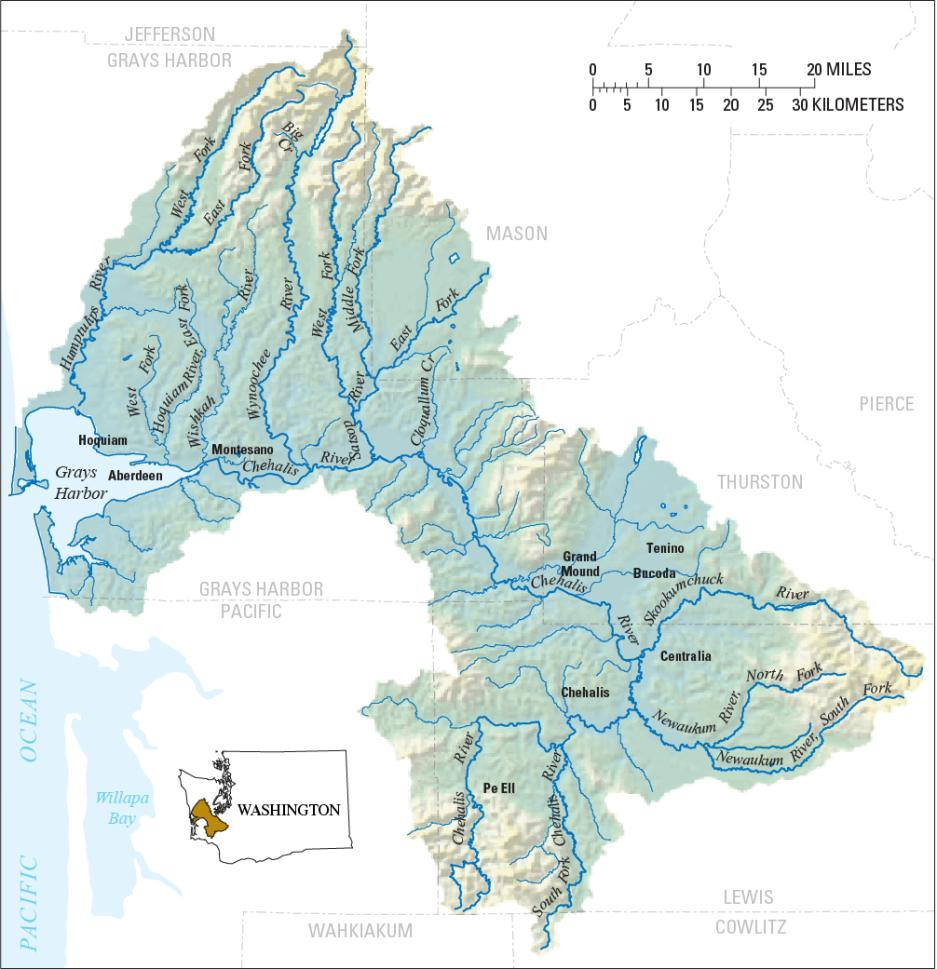 JEFFERSON
GRAYS HARBOR
0 5 10 15 20 MILES
0 5 10 15 20 25 30 KILOMETERS
Big
Cr
West Fork
East Fork
MASON
Humptulips River
East Fork
West Fork
Hoquiam River,
Wishkah River
Wynoochee River
West Fork
Middle Fork
East Fork
Satsop River
Cloquallum Cr
PIERCE
Hoquiam
Grays
Harbor
Aberdeen
Montesano
Chehalis River
THURSTON
Grand
Mound
Tenino
Bucoda
Chehalis River
Skookumchuck River
GRAYS HARBOR
PACIFIC
Centralia
Chehalis
Newaukum River, North Fork
Newaukum River, South Fork
PACIFIC OCEAN
Willapa
Bay
WASHINGTON
Chehalis River
Pe Ell
South Fork Chehalis River
LEWIS
COWLITZ
WAHKIAKUM